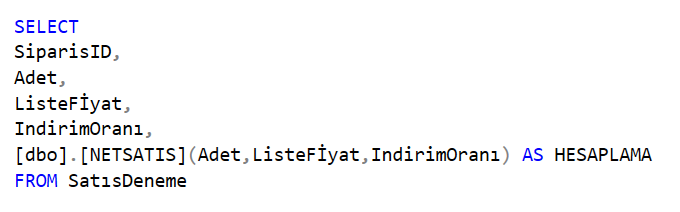 SELECT
SiparisID,
Adet,
ListeFİyat,
IndirimOranı,
[dbo].[NETSATIS](Adet,ListeFİyat,IndirimOranı) AS HESAPLAMA
FROM SatısDeneme